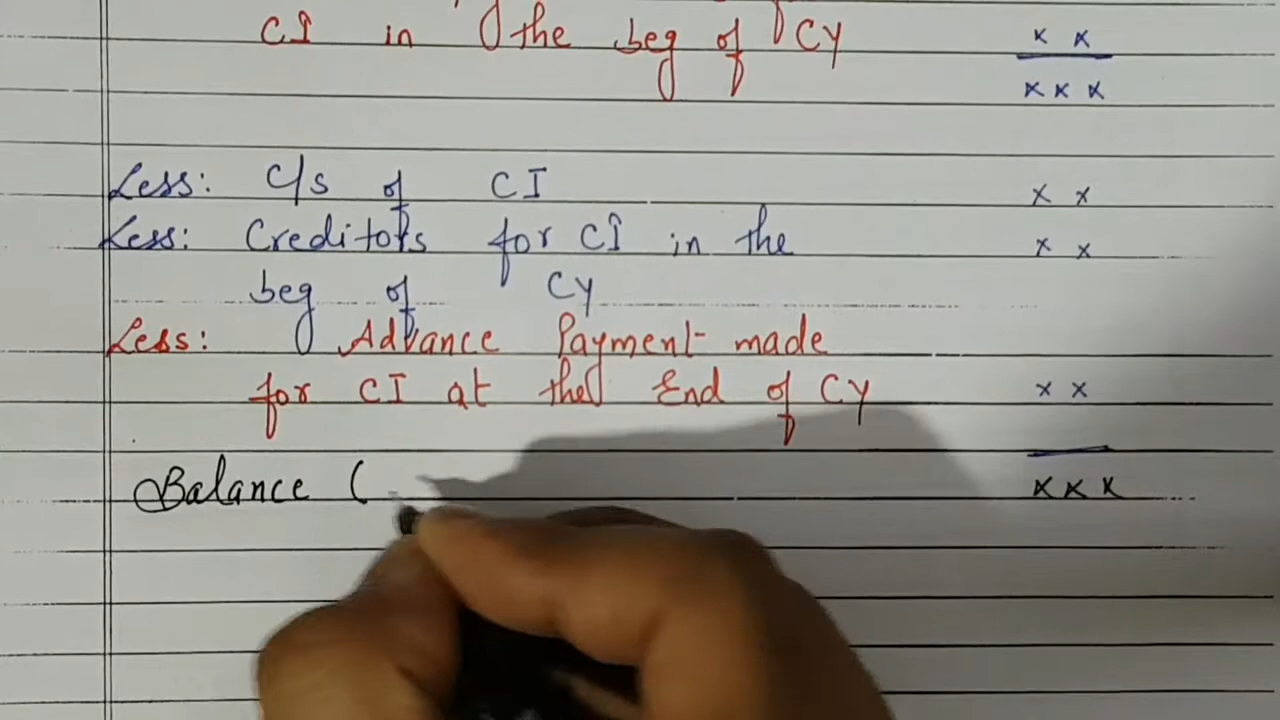 CI in the beg of CY x x
x x x
Less: C/s of CI x x
Less: Creditors for CI in the x x
beg of CY
Less: Advance Payment made
for CI at the End of CY x x
Balance ( x x x